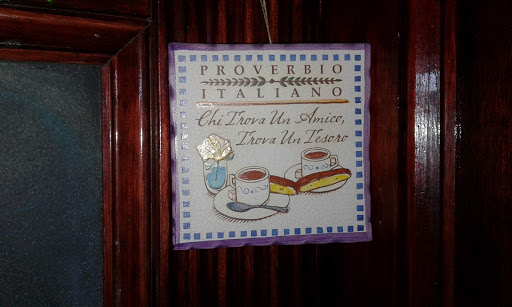 PROVERBIO
ITALIANO
Chi Trova Un Amico,
Trova Un Tesoro